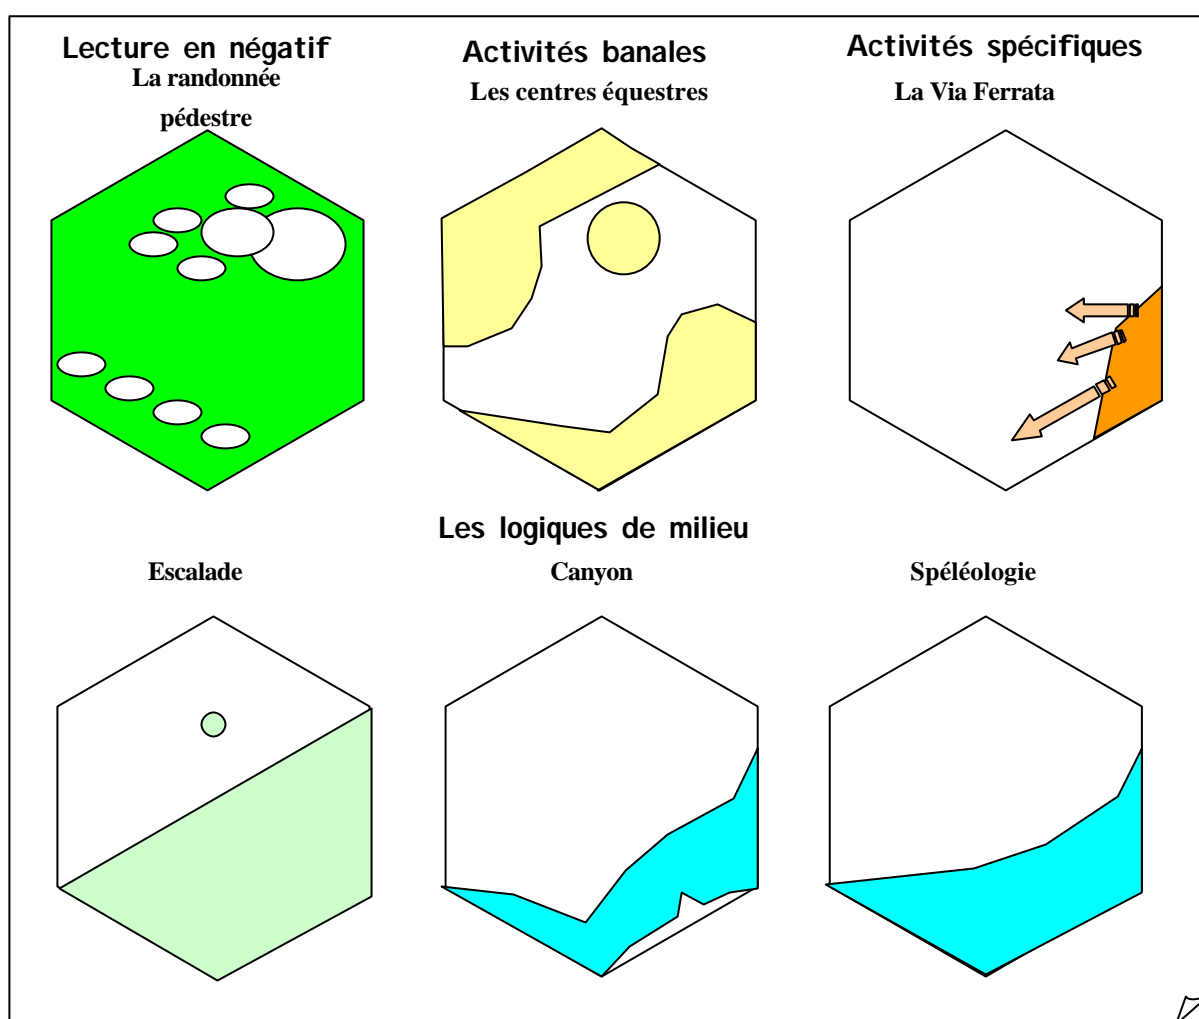 Lecture en négatif
La randonnée
pédestre
Activités banales
Les centres équestres
Activités spécifiques
La Via Ferrata
Les logiques de milieu
Escalade
Canyon
Spéléologie